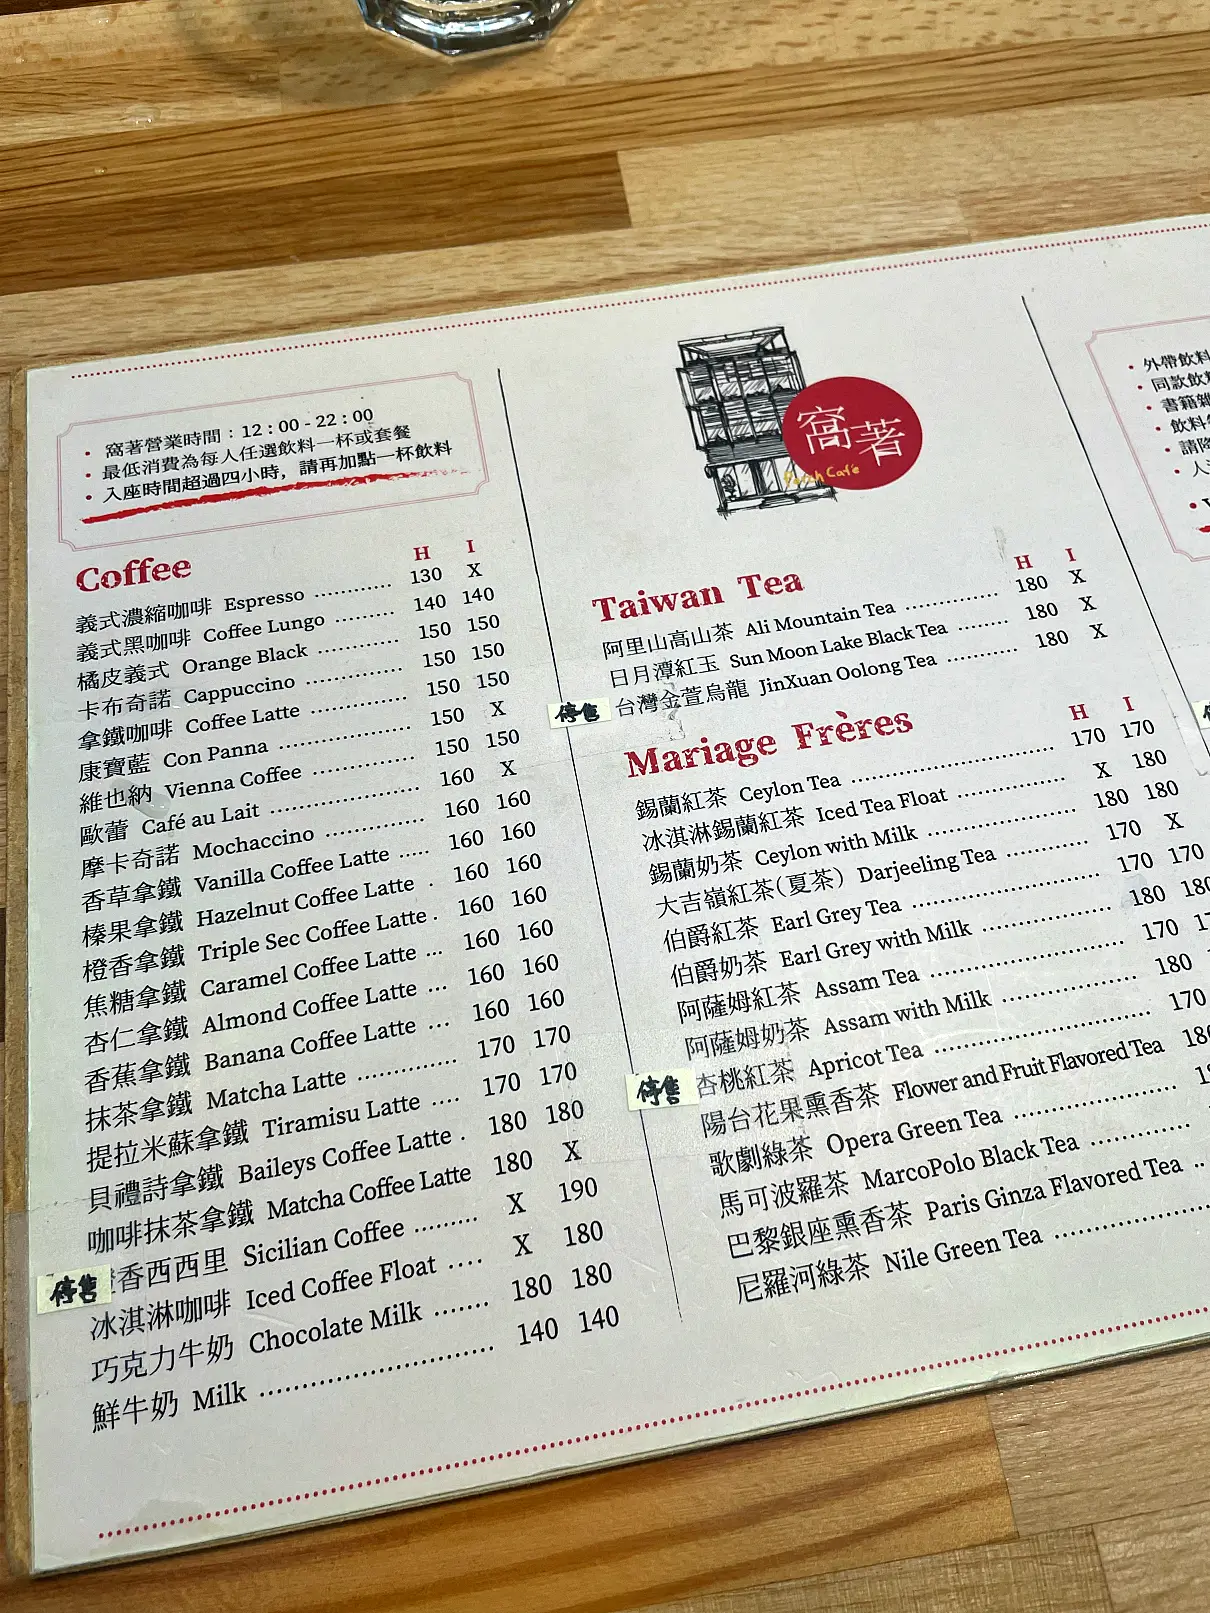 • 窩著營業時間：12：00 - 22：00
• 最低消費為每人任選飲料一杯或套餐
• 入座時間超過四小時，請再加點一杯飲料
Coffee H I
義式濃縮咖啡 Espresso 130 X
義式黑咖啡 Coffee Lungo 140 140
橘皮義式 Orange Black 150 150
卡布奇諾 Cappuccino 150 150
拿鐵咖啡 Coffee Latte 150 150
康寶藍 Con Panna 150 X
維也納 Vienna Coffee 150 150
歐蕾 Café au Lait 160 X
摩卡奇諾 Mochaccino 160 160
香草拿鐵 Vanilla Coffee Latte 160 160
榛果拿鐵 Hazelnut Coffee Latte 160 160
橙香拿鐵 Triple Sec Coffee Latte 160 160
焦糖拿鐵 Caramel Coffee Latte 160 160
杏仁拿鐵 Almond Coffee Latte 160 160
香蕉拿鐵 Banana Coffee Latte 160 160
抹茶拿鐵 Matcha Latte 170 170
提拉米蘇拿鐵 Tiramisu Latte 170 170
貝禮詩拿鐵 Baileys Coffee Latte 180 180
咖啡抹茶拿鐵 Matcha Coffee Latte 180 X
停售 香西西里 Sicilian Coffee X 190
冰淇淋咖啡 Iced Coffee Float X 180
巧克力牛奶 Chocolate Milk 180 180
鮮牛奶 Milk 140 140
窩著
Perch Café
Taiwan Tea H I
阿里山高山茶 Ali Mountain Tea 180 X
日月潭紅玉 Sun Moon Lake Black Tea 180 X
停售 台灣金萱烏龍 JinXuan Oolong Tea 180 X
Mariage Frères H I
錫蘭紅茶 Ceylon Tea 170 170
冰淇淋錫蘭紅茶 Iced Tea Float X 180
錫蘭奶茶 Ceylon with Milk 180 180
大吉嶺紅茶（夏茶） Darjeeling Tea 170 X
伯爵紅茶 Earl Grey Tea 170 170
伯爵奶茶 Earl Grey with Milk 180 180
阿薩姆紅茶 Assam Tea 170
阿薩姆奶茶 Assam with Milk 180
停售 杏桃紅茶 Apricot Tea 170
陽台花果熏香茶 Flower and Fruit Flavored Tea 180
歌劇綠茶 Opera Green Tea
馬可波羅茶 MarcoPolo Black Tea
巴黎銀座熏香茶 Paris Ginza Flavored Tea
尼羅河綠茶 Nile Green Tea
• 外帶飲料
• 同款飲料
• 書籍雜
• 飲料
• 請降
• 人